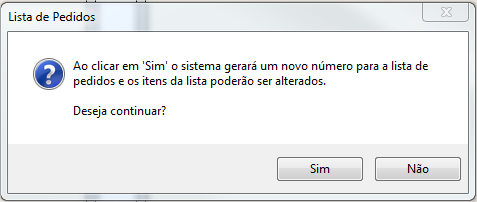 Lista de Pedidos
Ao clicar em 'Sim' o sistema gerará um novo número para a lista de
pedidos e os itens da lista poderão ser alterados.
Deseja continuar?
Sim
Não